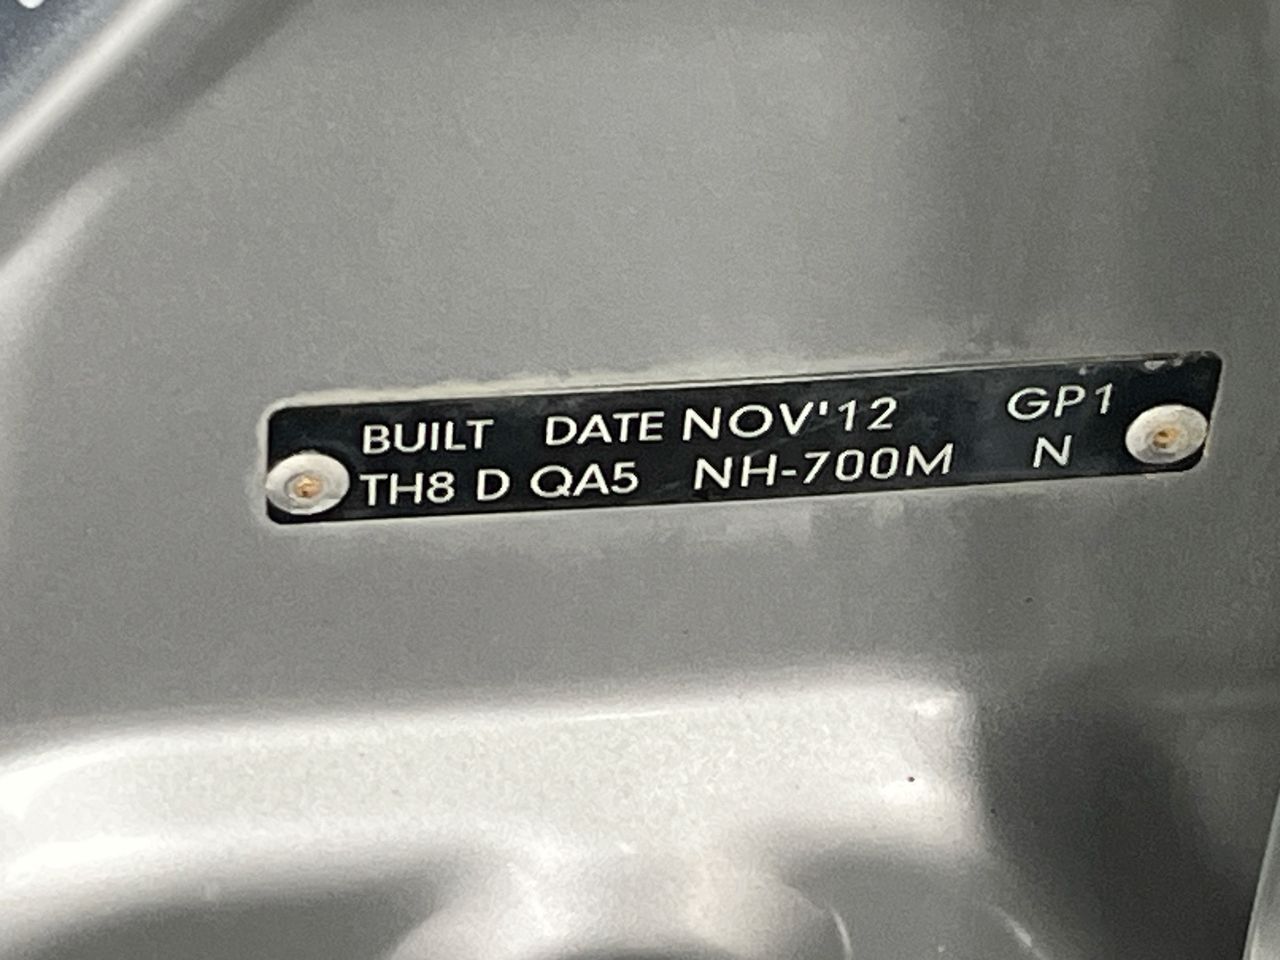 BUILT DATE NOV'12 GP1
TH8 D QA5 NH-700M N